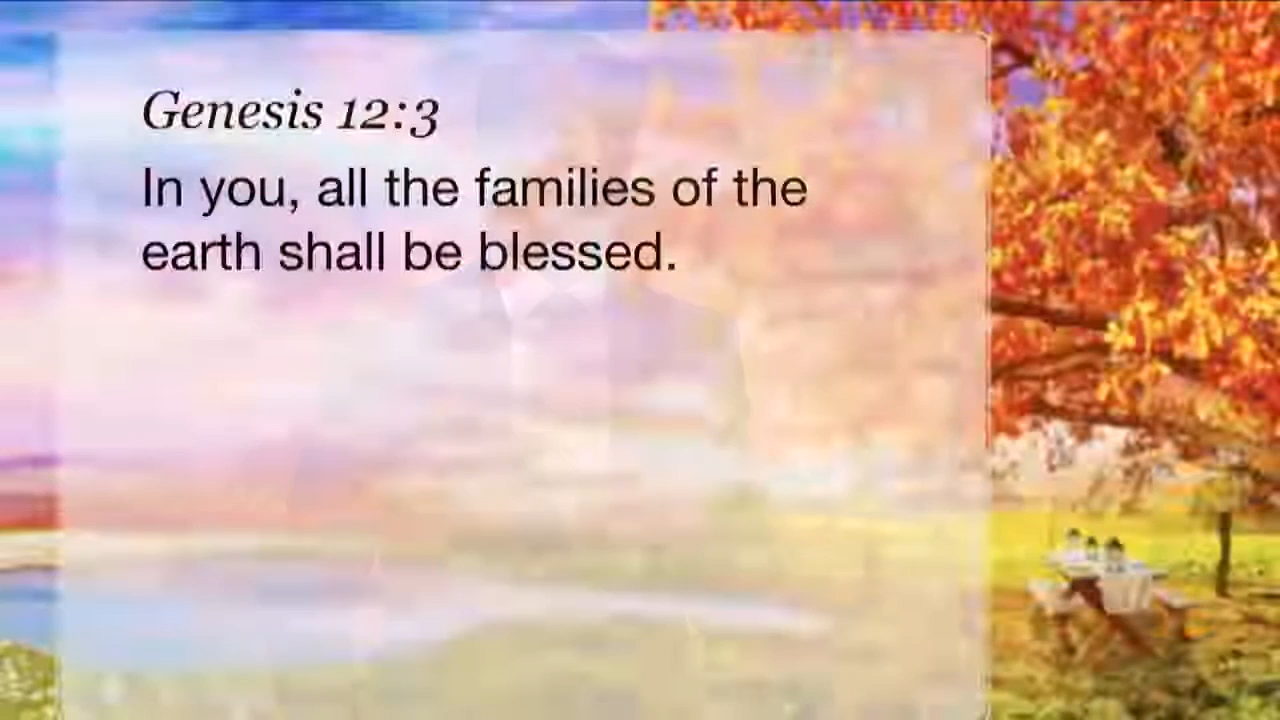 Genesis 12:3
In you, all the families of the
earth shall be blessed.